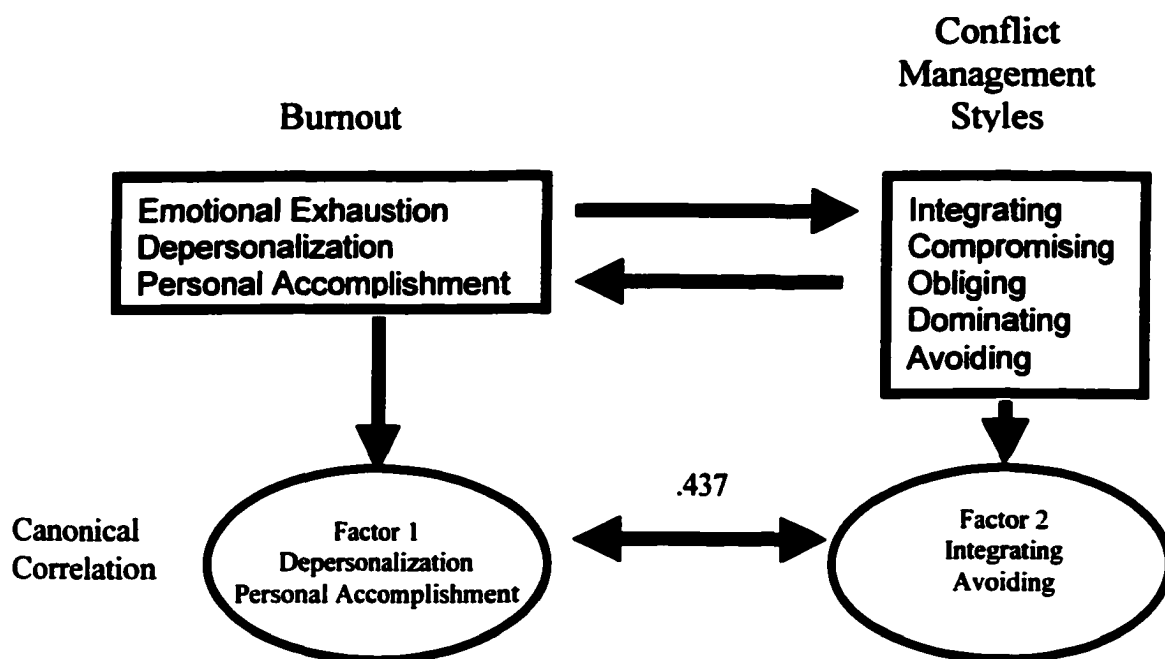 Conflict
Management
Styles
Burnout
Emotional Exhaustion
Depersonalization
Personal Accomplishment
Integrating
Compromising
Obliging
Dominating
Avoiding
.437
Canonical
Correlation
Factor 1
Depersonalization
Personal Accomplishment
Factor 2
Integrating
Avoiding